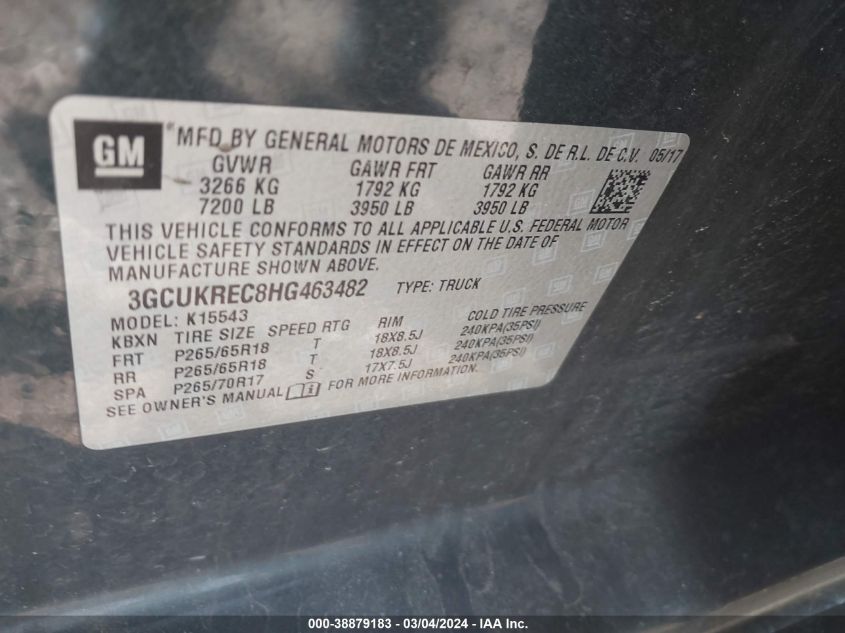 GM
®MFD BY GENERAL MOTORS DE MEXICO, S. DE R.L. DE C.V. 05/17
GVWR GAWR FRT GAWR RR
3266 KG 1792 KG 1792 KG
7200 LB 3950 LB 3950 LB
THIS VEHICLE CONFORMS TO ALL APPLICABLE U.S. FEDERAL MOTOR
VEHICLE SAFETY STANDARDS IN EFFECT ON THE DATE OF
MANUFACTURE SHOWN ABOVE.
3GCUKREC8HG463482 TYPE: TRUCK
MODEL: K15543
KBXN TIRE SIZE SPEED RTG RIM COLD TIRE PRESSURE
FRT P265/65R18 T 18X8.5J 240KPA(35PSI)
RR P265/65R18 T 18X8.5J 240KPA(35PSI)
SPA P265/70R17 S 17X7.5J 240KPA(35PSI)
SEE OWNER'S MANUAL FOR MORE INFORMATION.
000-38879183 - 03/04/2024 - IAA Inc.